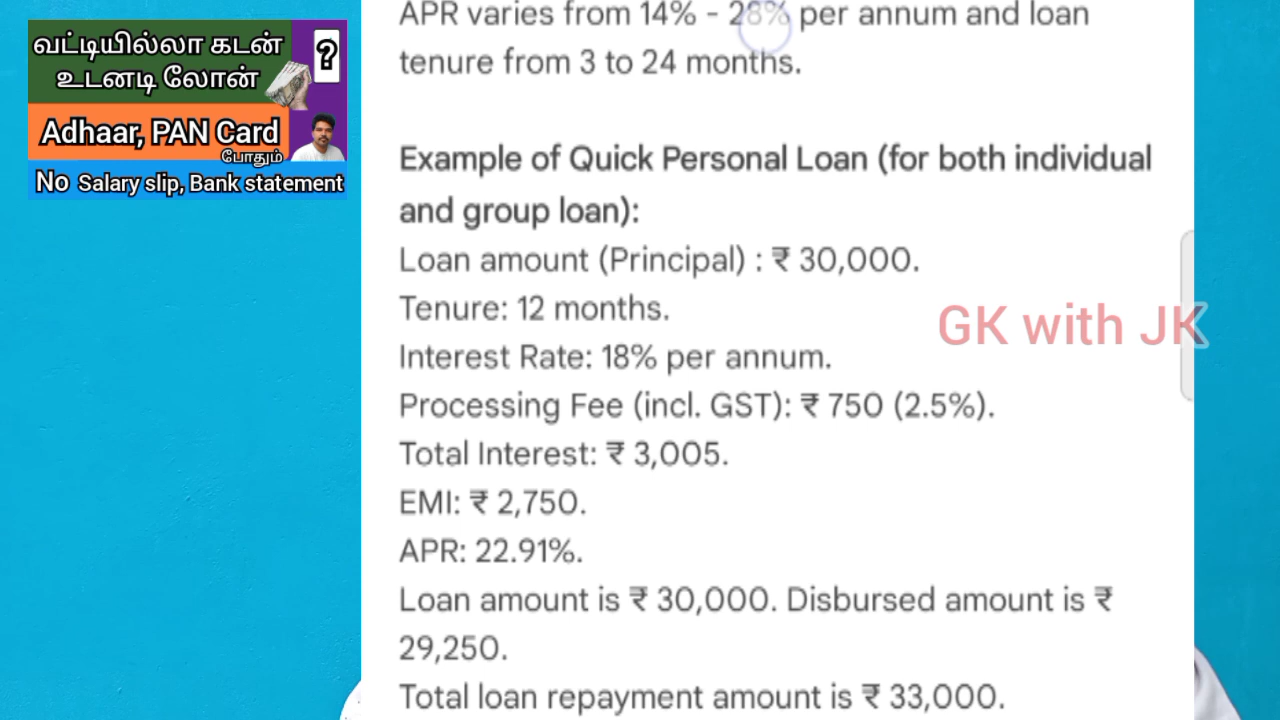 வட்டியில்லா கடன்
உடனடி லோன்
?
Adhaar, PAN Card
போதும்
No Salary slip, Bank statement
APR varies from 14% - 28% per annum and loan
tenure from 3 to 24 months.
Example of Quick Personal Loan (for both individual
and group loan):
Loan amount (Principal) : ₹ 30,000.
Tenure: 12 months.
GK with JK
Interest Rate: 18% per annum.
Processing Fee (incl. GST): ₹ 750 (2.5%).
Total Interest: ₹ 3,005.
EMI: ₹ 2,750.
APR: 22.91%.
Loan amount is ₹ 30,000. Disbursed amount is ₹
29,250.
Total loan repayment amount is ₹ 33,000.